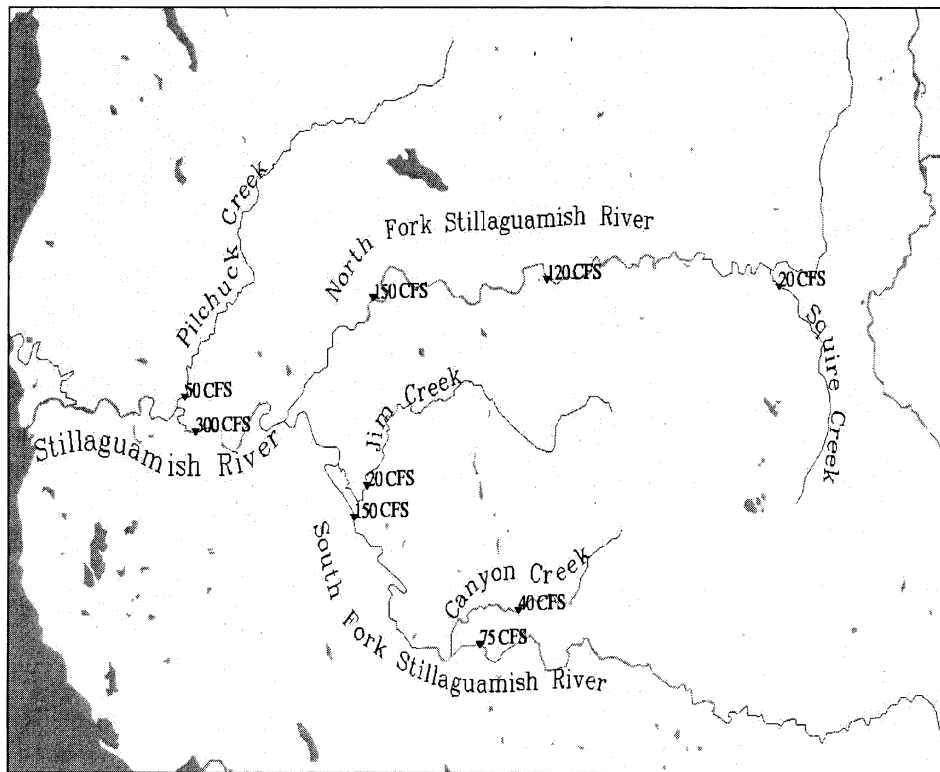 Pilchuck Creek
North Fork Stillaguamish River
150 CFS
120 CFS
20 CFS
Squire Creek
50 CFS
300 CFS
Stillaguamish River
Jim Creek
20 CFS
150 CFS
South Fork Stillaguamish River
Canyon Creek
40 CFS
75 CFS